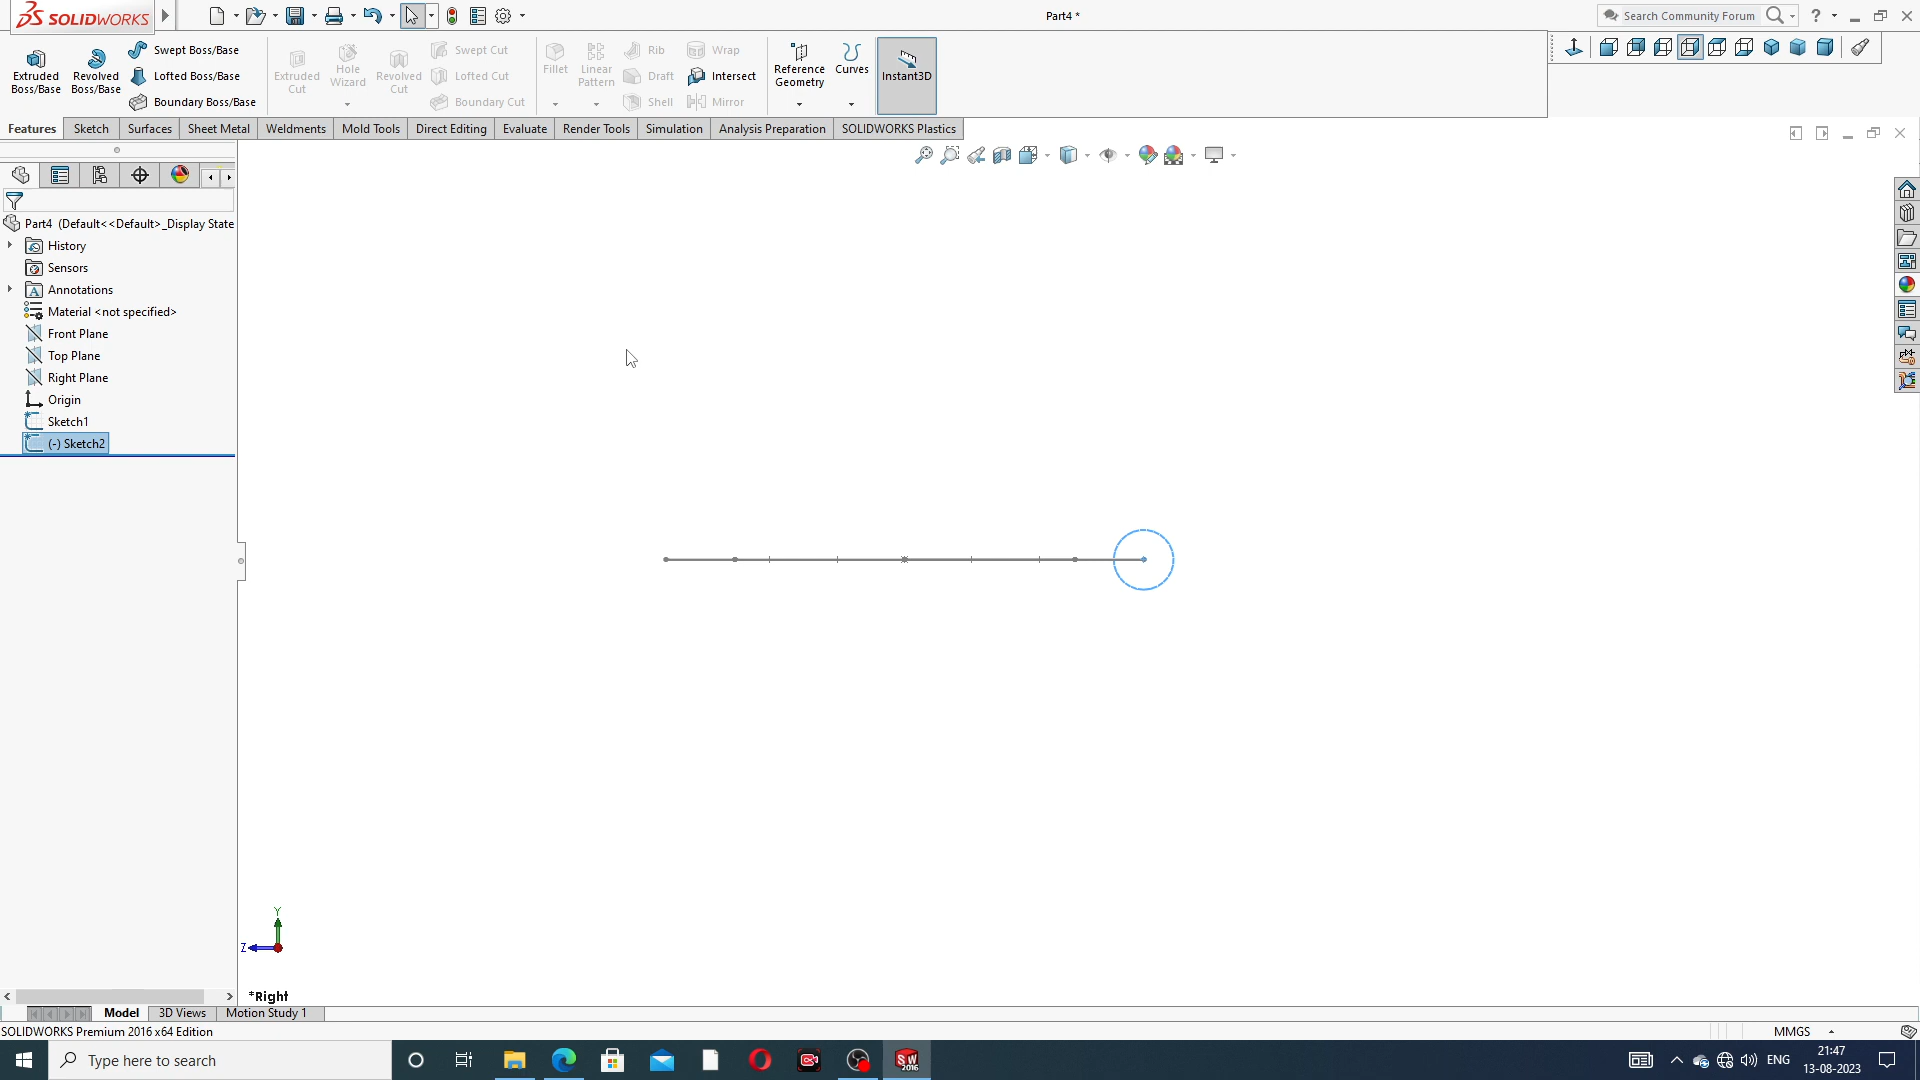 SOLIDWORKS
Part4 *
Search Community Forum
?
Extruded Boss/Base
Revolved Boss/Base
Swept Boss/Base
Lofted Boss/Base
Boundary Boss/Base
Extruded Cut
Hole Wizard
Revolved Cut
Swept Cut
Lofted Cut
Boundary Cut
Fillet
Linear Pattern
Rib
Draft
Shell
Wrap
Intersect
Mirror
Reference Geometry
Curves
Instant3D
Features
Sketch
Surfaces
Sheet Metal
Weldments
Mold Tools
Direct Editing
Evaluate
Render Tools
Simulation
Analysis Preparation
SOLIDWORKS Plastics
Part4 (Default<<Default>_Display State
History
Sensors
Annotations
Material <not specified>
Front Plane
Top Plane
Right Plane
Origin
Sketch1
(-) Sketch2
Y
Z
*Right
Model
3D Views
Motion Study 1
SOLIDWORKS Premium 2016 x64 Edition
MMGS
Type here to search
SW
2016
ENG
21:47
13-08-2023